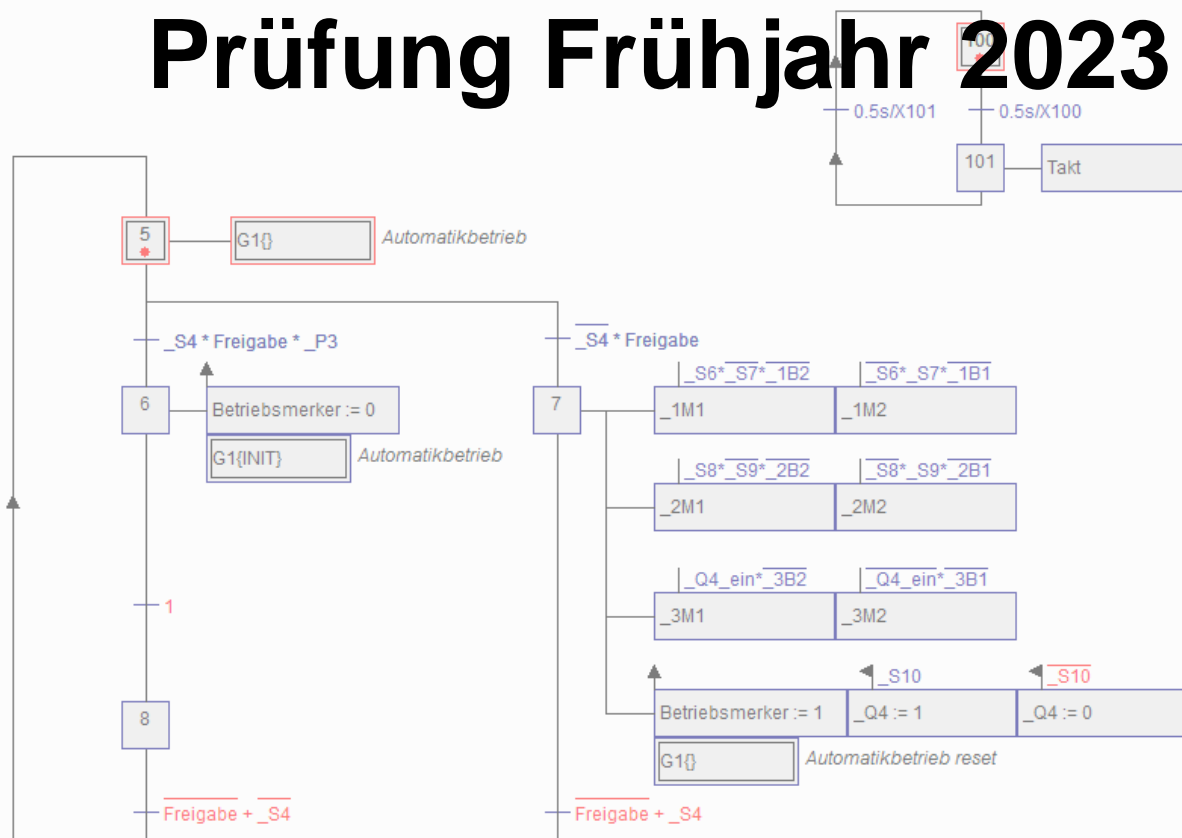 Prüfung Frühjahr 2023
100
0.5s/X101 0.5s/X100
101 Takt
5 G1{} Automatikbetrieb
_S4 * Freigabe * _P3 _S4 * Freigabe
_S6*_S7*_1B2 _S6*_S7*_1B1
6 Betriebsmerker := 0 7 _1M1 _1M2
G1{INIT} Automatikbetrieb
_S8*_S9*_2B2 _S8*_S9*_2B1
_2M1 _2M2
_Q4_ein*_3B2 _Q4_ein*_3B1
1
_3M1 _3M2
_S10 _S10
8 Betriebsmerker := 1 _Q4 := 1 _Q4 := 0
G1{} Automatikbetrieb reset
Freigabe + _S4 Freigabe + _S4